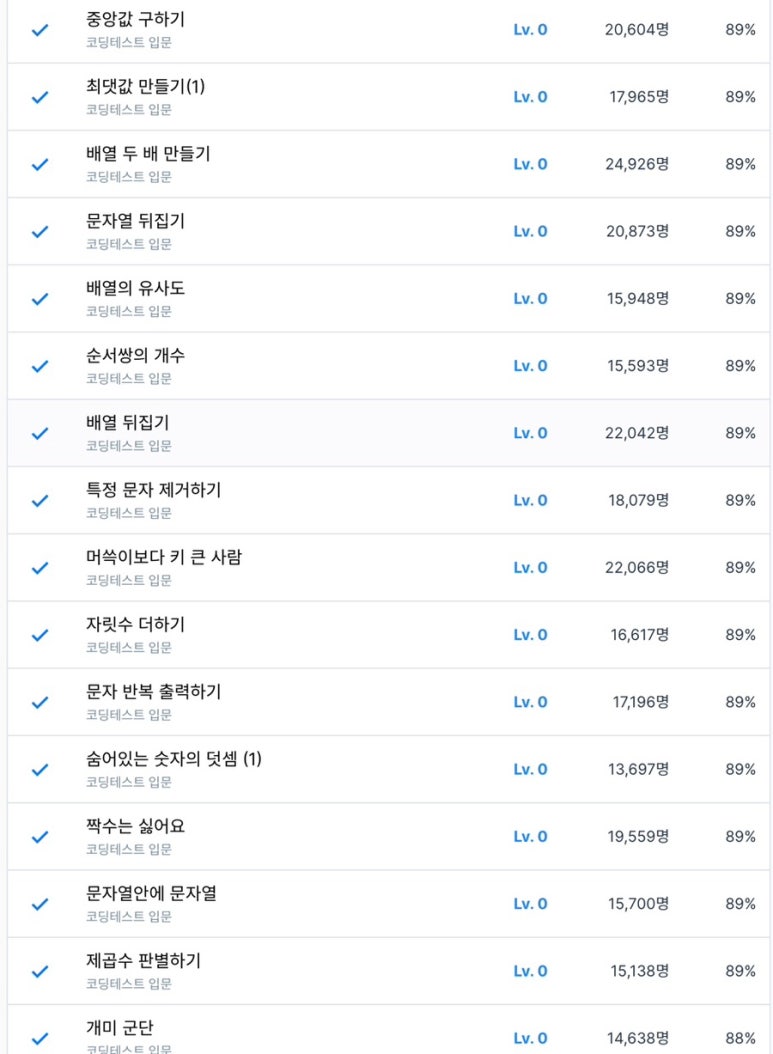 중앙값 구하기
코딩테스트 입문
Lv. 0 20,604명 89%
최댓값 만들기(1)
코딩테스트 입문
Lv. 0 17,965명 89%
배열 두 배 만들기
코딩테스트 입문
Lv. 0 24,926명 89%
문자열 뒤집기
코딩테스트 입문
Lv. 0 20,873명 89%
배열의 유사도
코딩테스트 입문
Lv. 0 15,948명 89%
순서쌍의 개수
코딩테스트 입문
Lv. 0 15,593명 89%
배열 뒤집기
코딩테스트 입문
Lv. 0 22,042명 89%
특정 문자 제거하기
코딩테스트 입문
Lv. 0 18,079명 89%
머쓱이보다 키 큰 사람
코딩테스트 입문
Lv. 0 22,066명 89%
자릿수 더하기
코딩테스트 입문
Lv. 0 16,617명 89%
문자 반복 출력하기
코딩테스트 입문
Lv. 0 17,196명 89%
숨어있는 숫자의 덧셈 (1)
코딩테스트 입문
Lv. 0 13,697명 89%
짝수는 싫어요
코딩테스트 입문
Lv. 0 19,559명 89%
문자열안에 문자열
코딩테스트 입문
Lv. 0 15,700명 89%
제곱수 판별하기
코딩테스트 입문
Lv. 0 15,138명 89%
개미 군단
코딩테스트 입문
Lv. 0 14,638명 88%